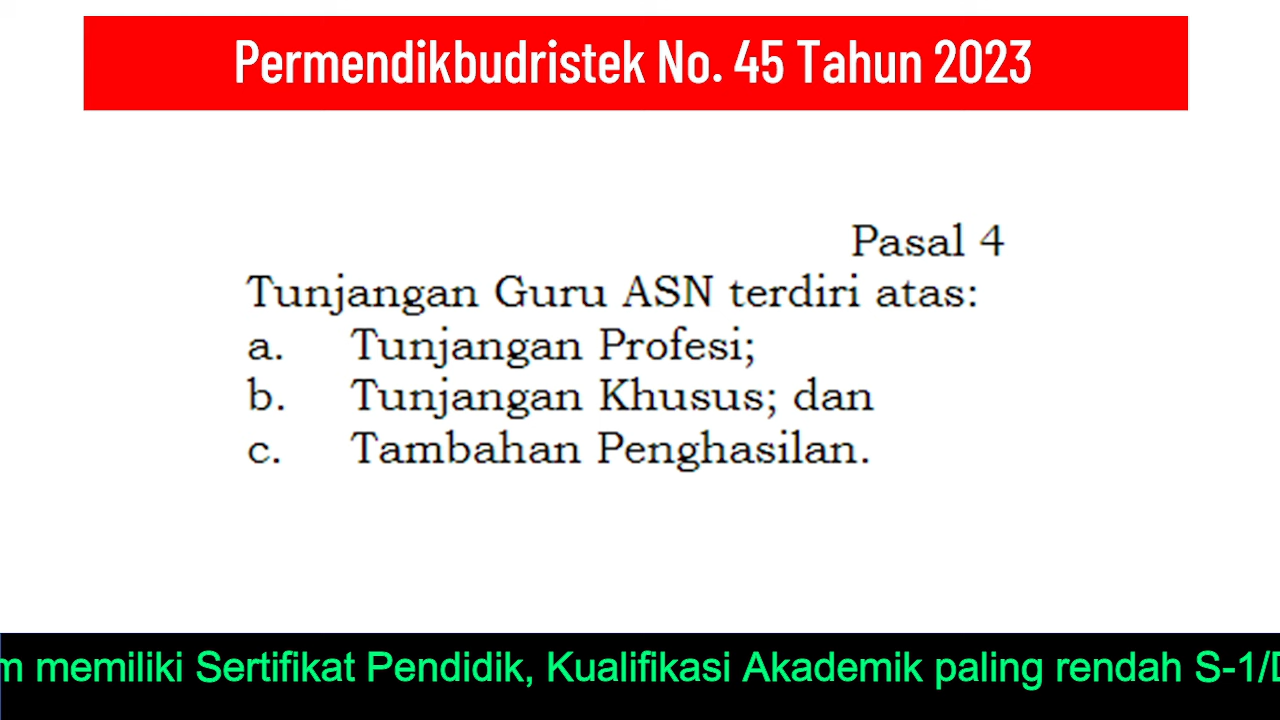 Permendikbudristek No. 45 Tahun 2023
Pasal 4
Tunjangan Guru ASN terdiri atas:
a. Tunjangan Profesi;
b. Tunjangan Khusus; dan
c. Tambahan Penghasilan.
memiliki Sertifikat Pendidik, Kualifikasi Akademik paling rendah S-1/